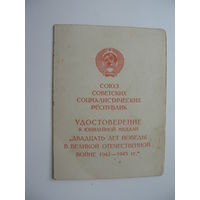 СОЮЗ
СОВЕТСКИХ
СОЦИАЛИСТИЧЕСКИХ
РЕСПУБЛИК
УДОСТОВЕРЕНИЕ
К ЮБИЛЕЙНОЙ МЕДАЛИ
„ДВАДЦАТЬ ЛЕТ ПОБЕДЫ
В ВЕЛИКОЙ ОТЕЧЕСТВЕННОЙ
ВОЙНЕ 1941—1945 гг.“